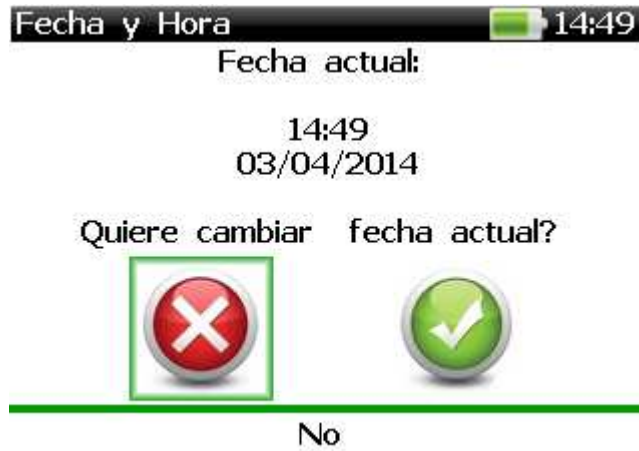 Fecha y Hora 14:49
Fecha actual:
14:49
03/04/2014
Quiere cambiar fecha actual?
No